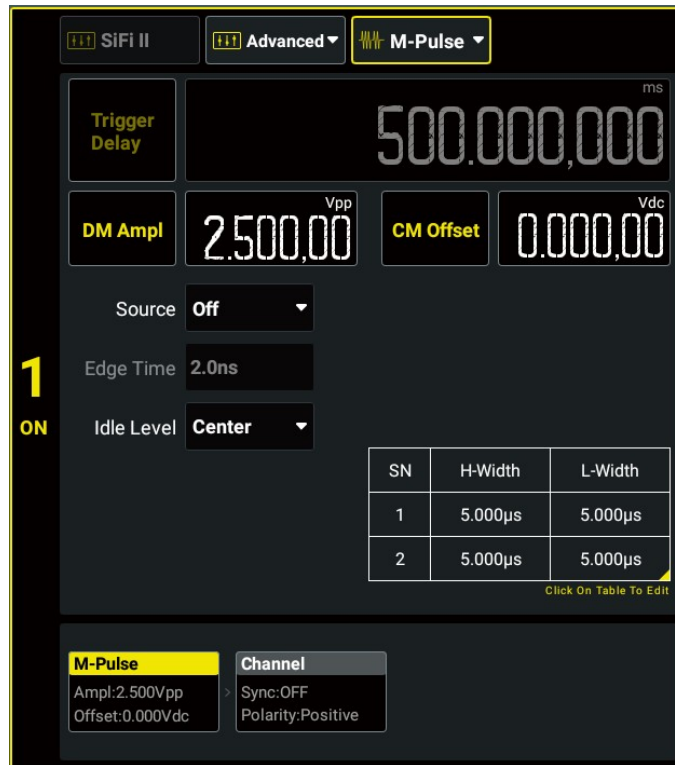 SiFi II
Advanced
M-Pulse
Trigger
Delay
ms
500.000,000
DM Ampl
Vpp
2.500,00
CM Offset
Vdc
0.000,00
Source
Off
Edge Time
2.0ns
Idle Level
Center
1
ON
SN H-Width L-Width
1 5.000µs 5.000µs
2 5.000µs 5.000µs
Click On Table To Edit
M-Pulse
Ampl:2.500Vpp
Offset:0.000Vdc
>
Channel
Sync:OFF
Polarity:Positive